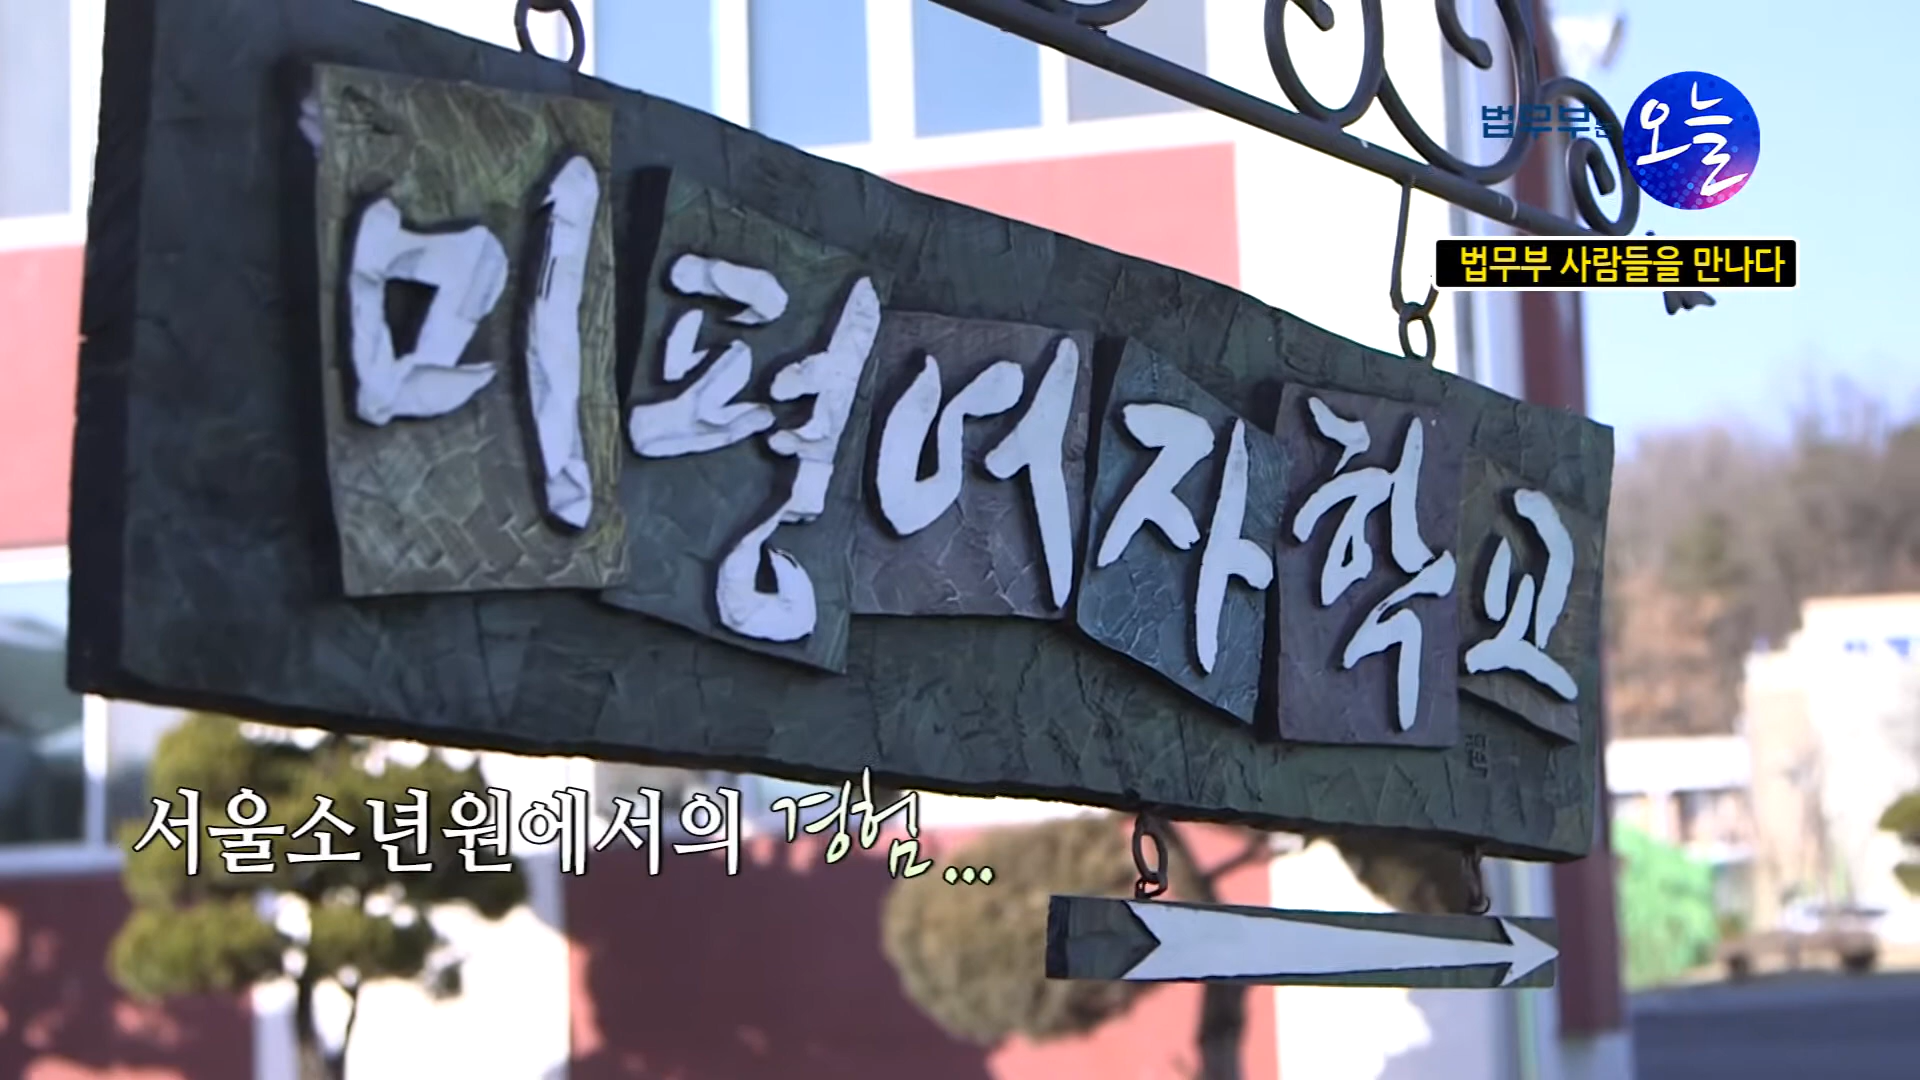 법무부는 오늘
법무부 사람들을 만나다
미평여자학교
서울소년원에서의 경험...